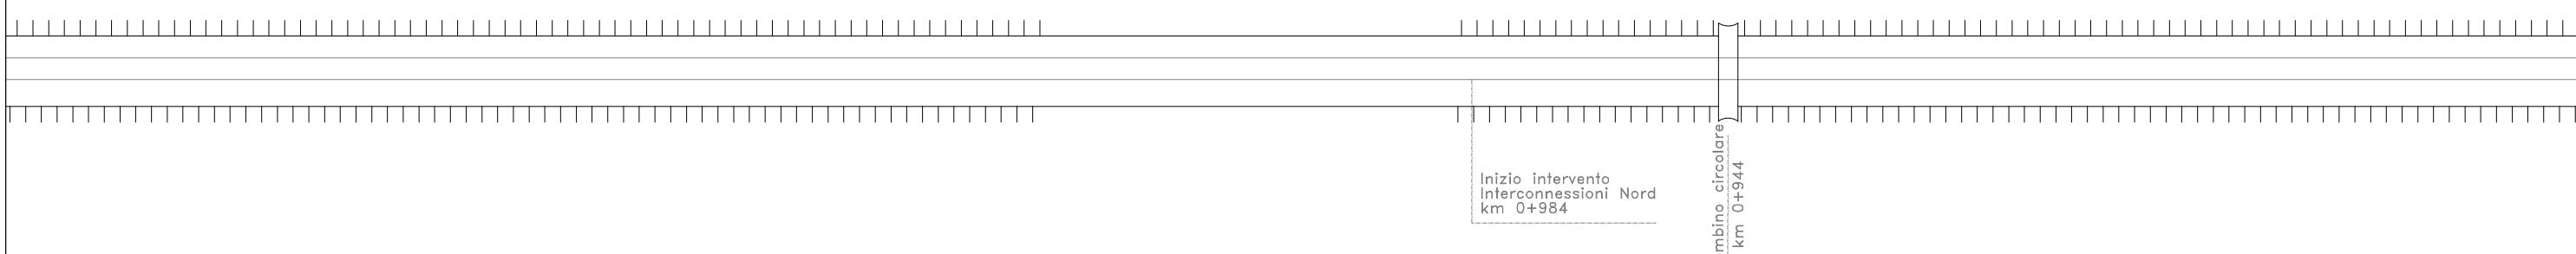 Inizio intervento
Interconnessioni Nord
km 0+984
mbino circolare
km 0+944